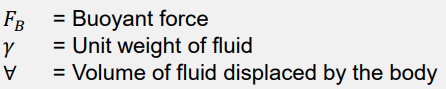 F_B = Buoyant force
γ = Unit weight of fluid
∀ = Volume of fluid displaced by the body